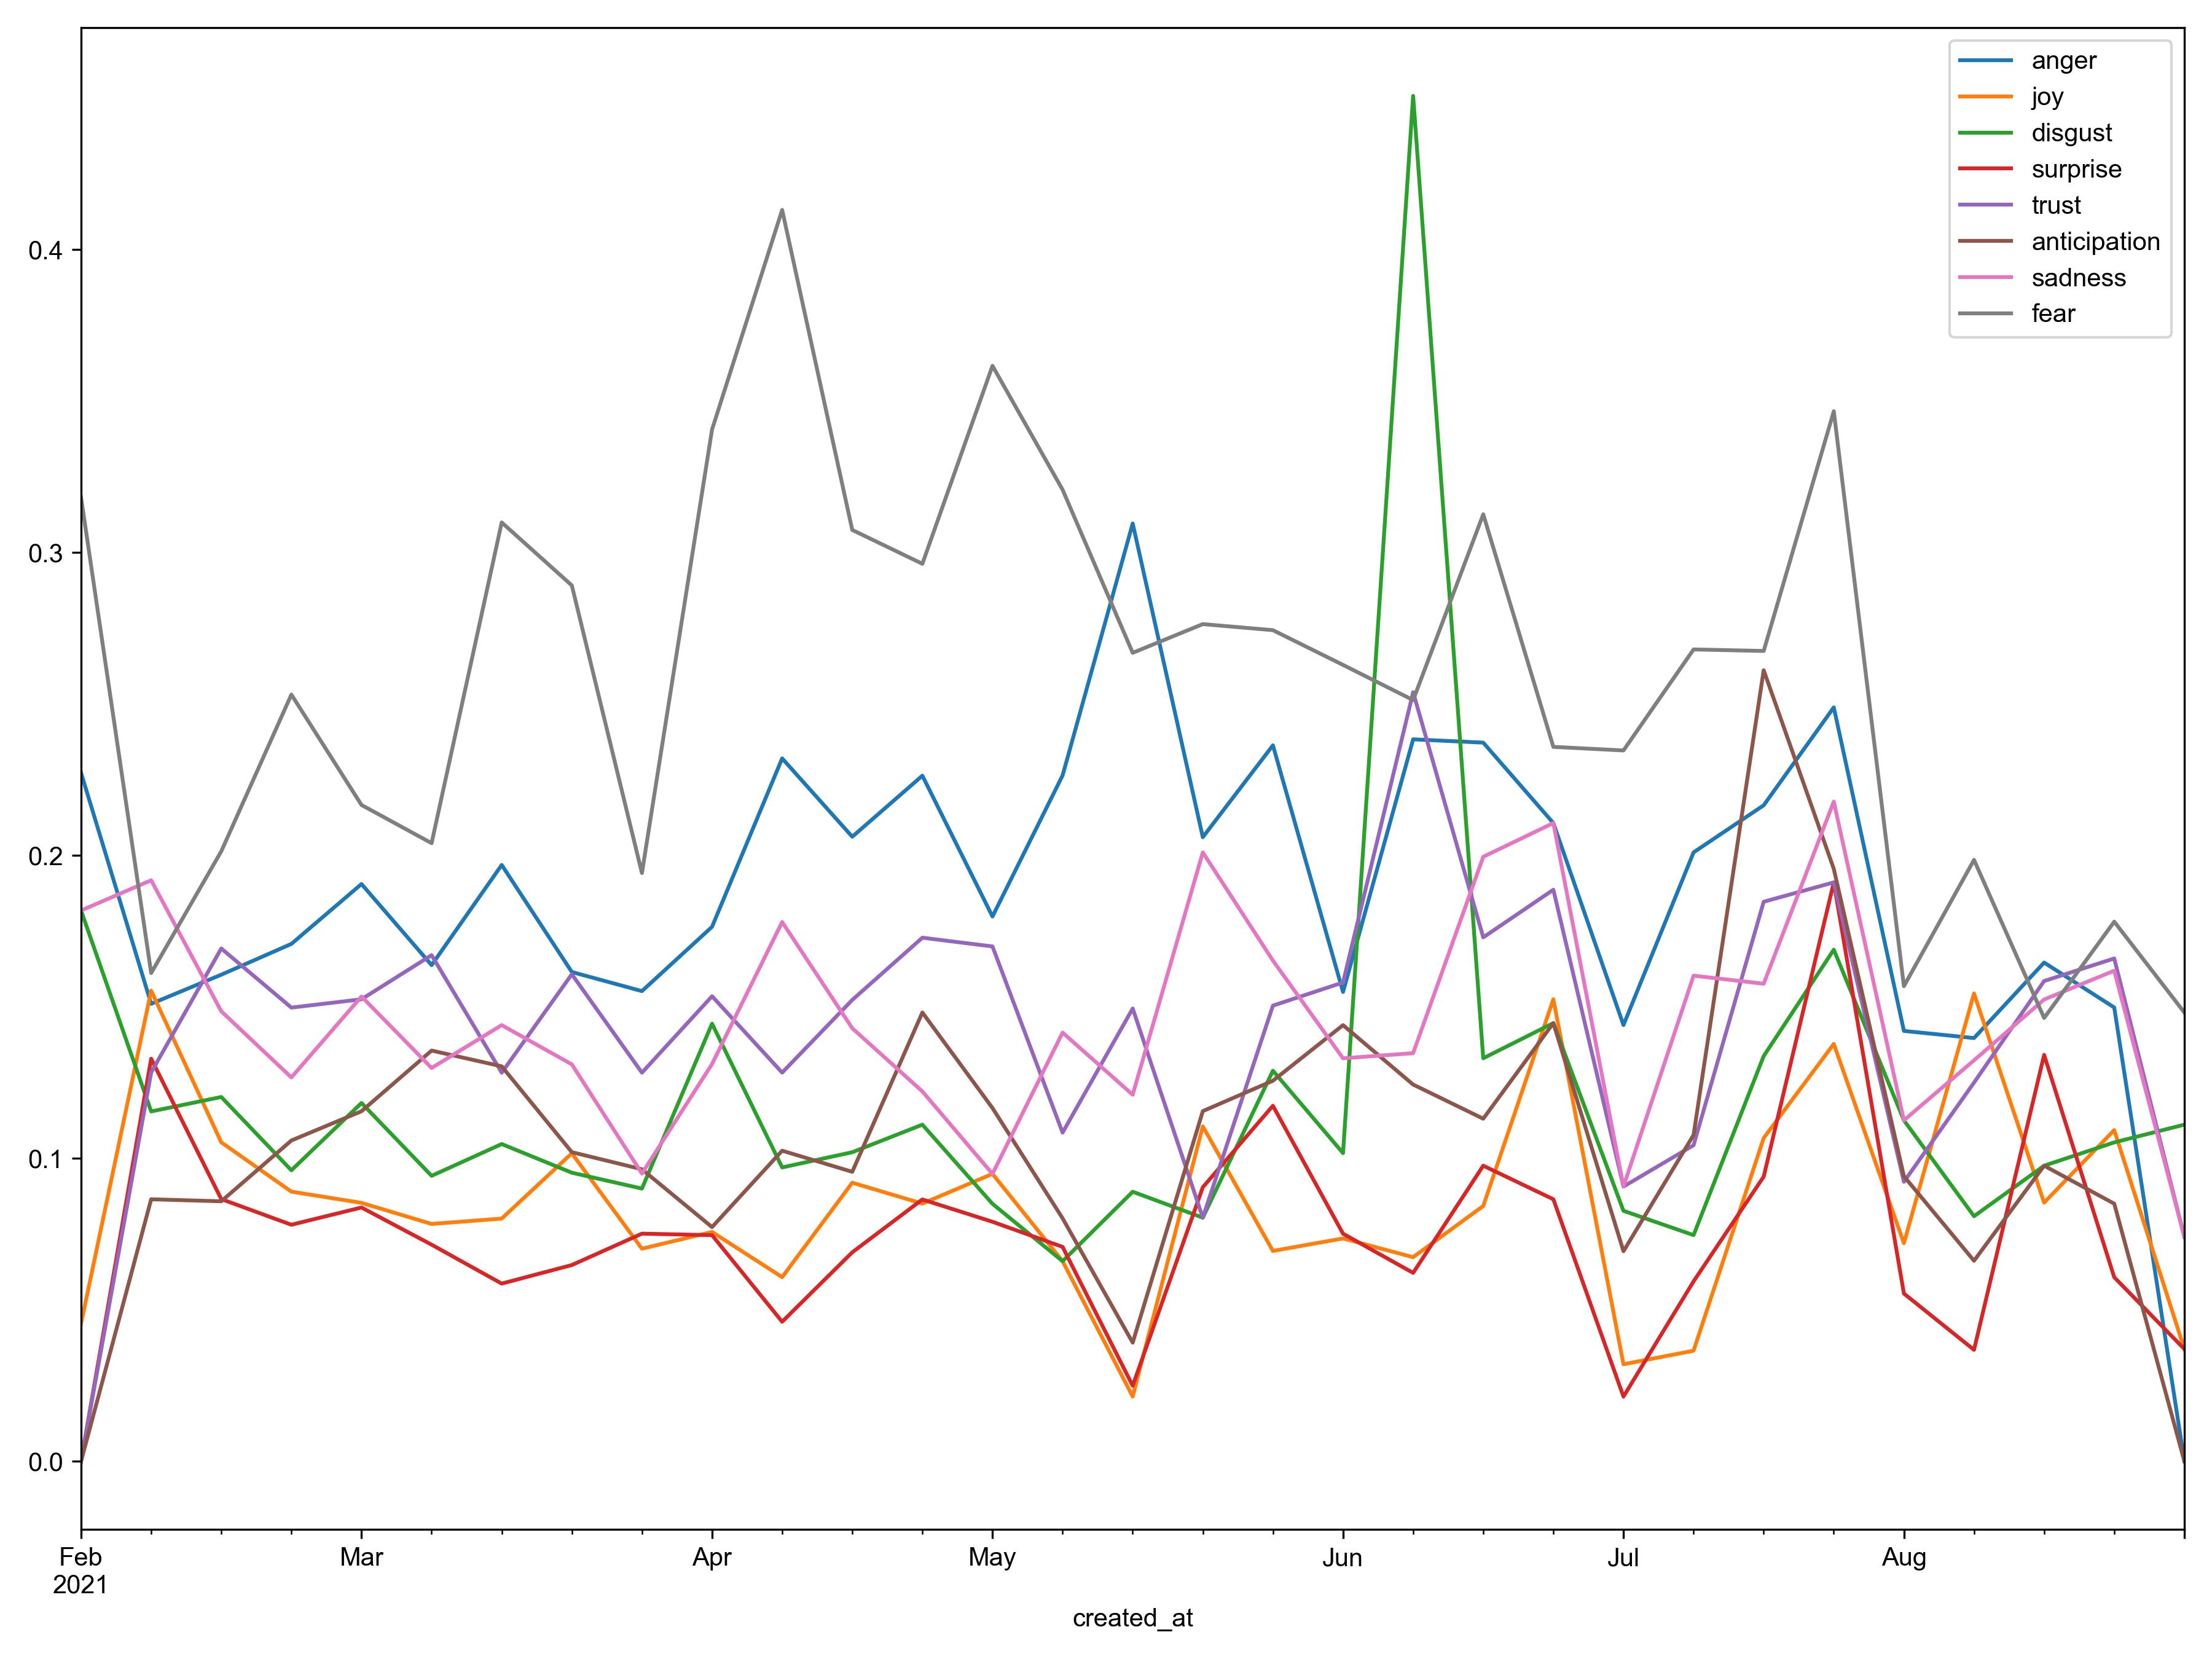 anger
joy
disgust
surprise
trust
anticipation
sadness
fear
0.4
0.3
0.2
0.1
0.0
Feb Mar Apr May Jun Jul Aug
2021
created_at